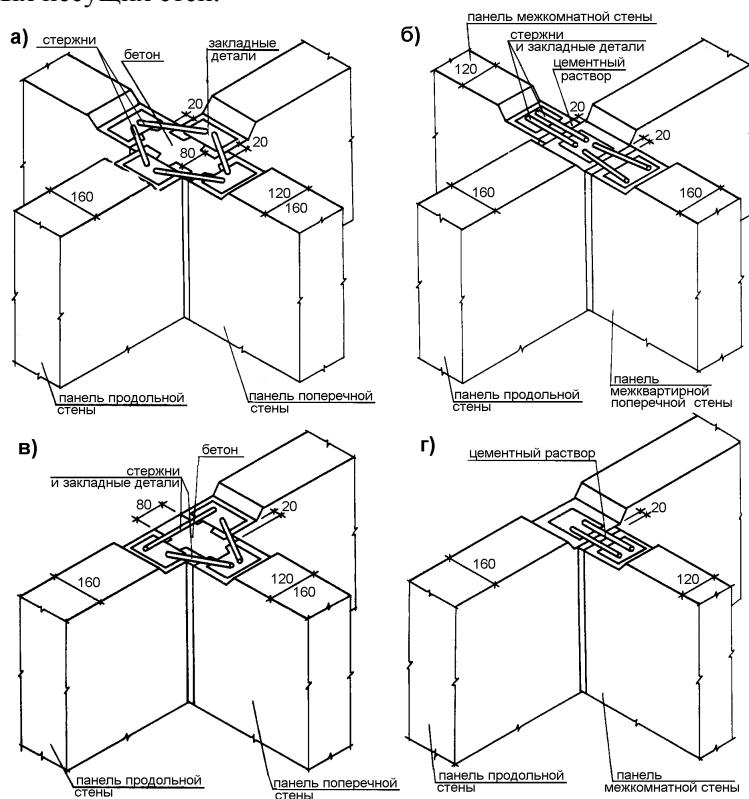 ых несущих стен.
а)
стержни
бетон
закладные
детали
20
20
80
160
120
160
панель продольной
стены
панель поперечной
стены
б)
панель межкомнатной стены
стержни
и закладные детали
цементный
раствор
120
20
20
160
160
панель продольной
стены
панель
межквартирной
поперечной стены
в)
бетон
стержни
и закладные детали
80
20
160
120
160
панель продольной
стены
панель поперечной
стены
г)
цементный раствор
20
160
120
панель продольной
стены
панель
межкомнатной стены